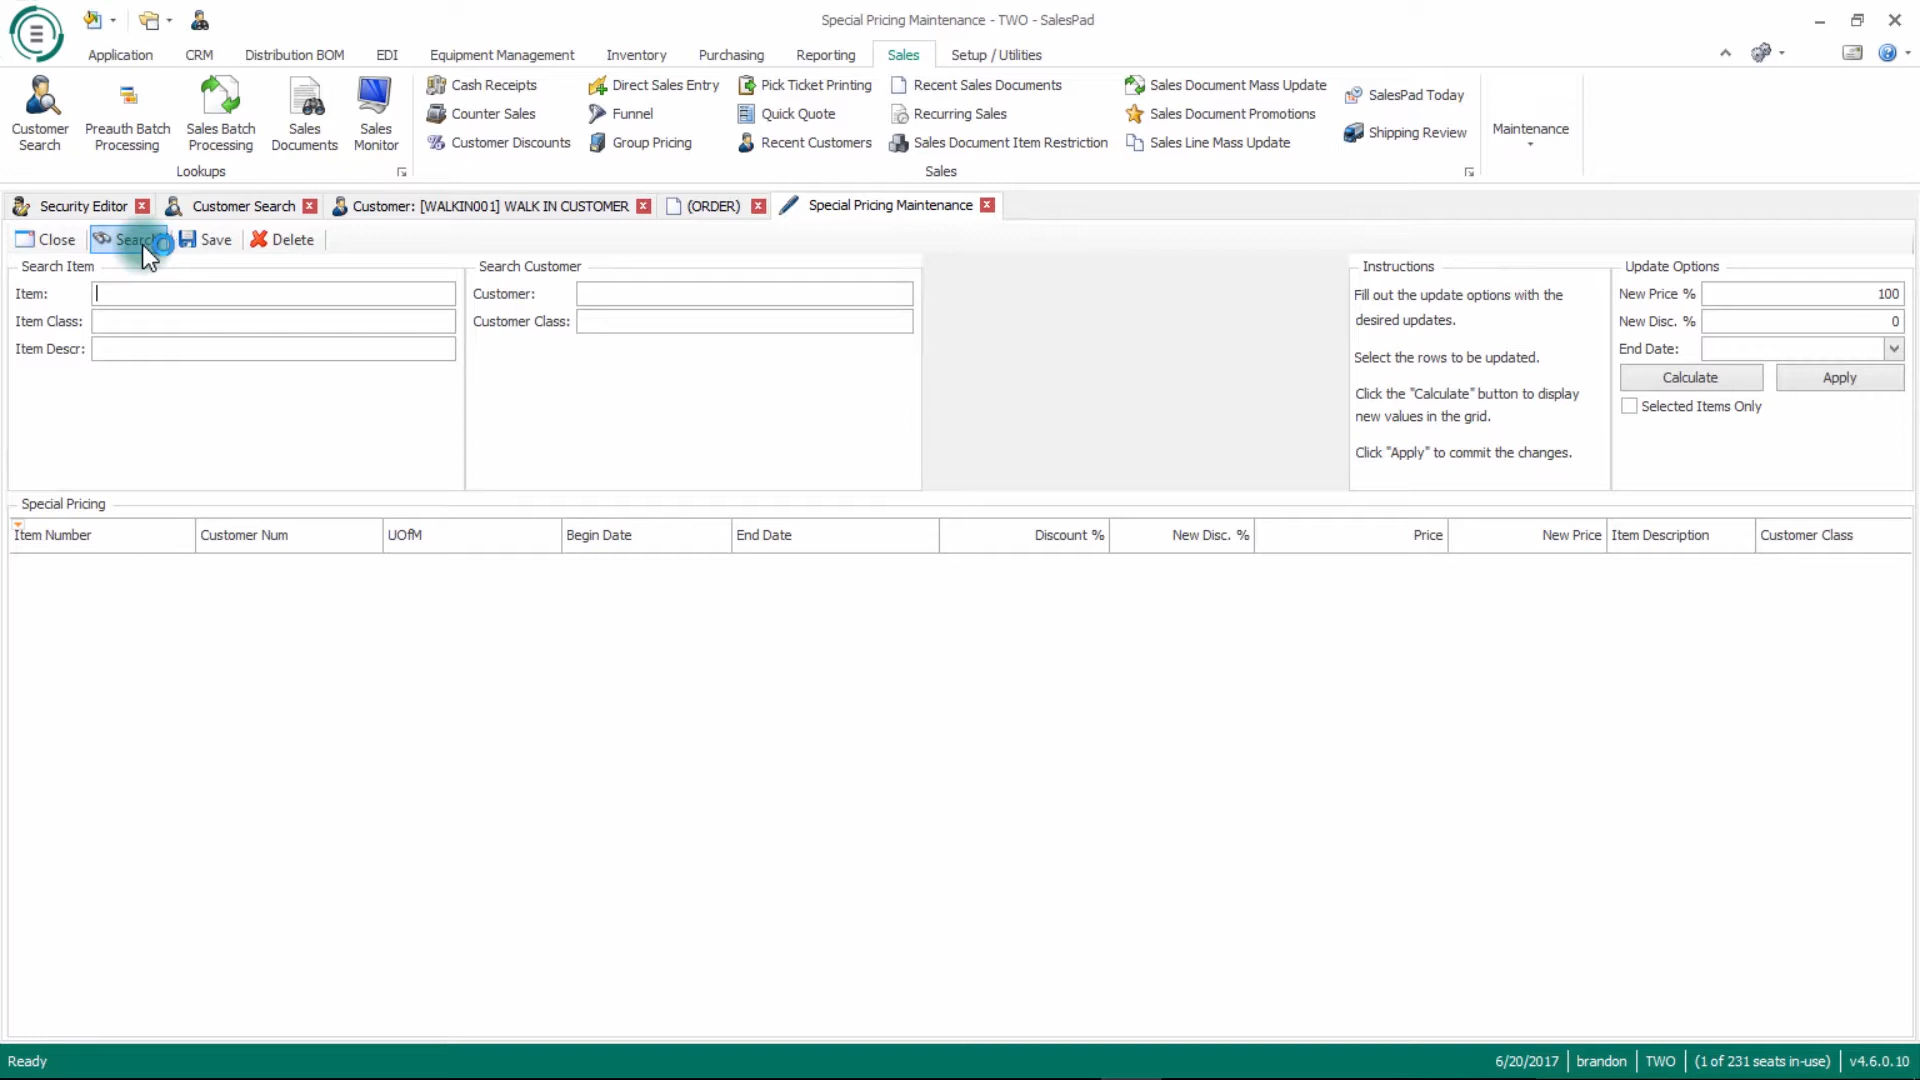 Special Pricing Maintenance - TWO - SalesPad
Application CRM Distribution BOM EDI Equipment Management Inventory Purchasing Reporting Sales Setup / Utilities
Customer Search
Preauth Batch Processing
Sales Batch Processing
Sales Documents
Sales Monitor
Lookups
Cash Receipts
Counter Sales
Customer Discounts
Direct Sales Entry
Funnel
Group Pricing
Pick Ticket Printing
Quick Quote
Recent Customers
Recent Sales Documents
Recurring Sales
Sales Document Item Restriction
Sales Document Mass Update
Sales Document Promotions
Sales Line Mass Update
SalesPad Today
Shipping Review
Sales
Maintenance
Security Editor Customer Search Customer: [WALKIN001] WALK IN CUSTOMER (ORDER) Special Pricing Maintenance
Close Search Save Delete
Search Item
Item:
Item Class:
Item Descr:
Search Customer
Customer:
Customer Class:
Instructions
Fill out the update options with the
desired updates.
Select the rows to be updated.
Click the "Calculate" button to display
new values in the grid.
Click "Apply" to commit the changes.
Update Options
New Price % 100
New Disc. % 0
End Date:
Calculate Apply
Selected Items Only
Special Pricing
Item Number Customer Num UOfM Begin Date End Date Discount % New Disc. % Price New Price Item Description Customer Class
Ready 6/20/2017 brandon TWO (1 of 231 seats in-use) v4.6.0.10